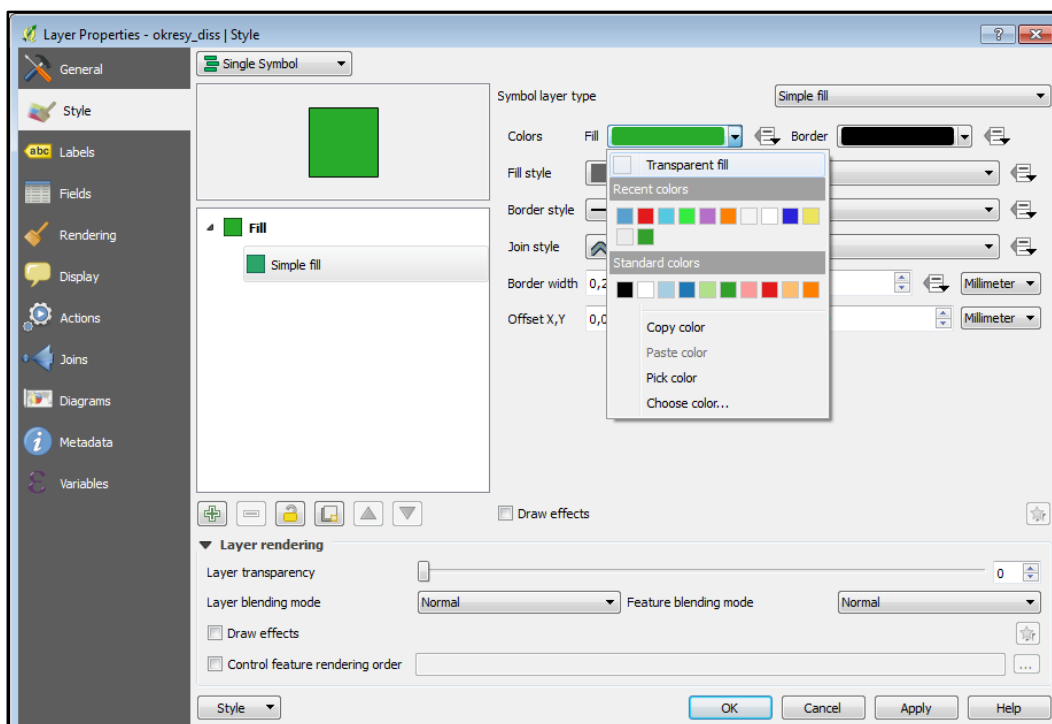 Layer Properties - okresy_diss | Style
General
Style
abc Labels
Fields
Rendering
Display
Actions
Joins
Diagrams
Metadata
Variables
Single Symbol
Fill
Simple fill
Symbol layer type Simple fill
Colors Fill Border
Fill style
Border style
Join style
Border width 0,2 Millimeter
Offset X,Y 0,0 Millimeter
Transparent fill
Recent colors
Standard colors
Copy color
Paste color
Pick color
Choose color...
Draw effects
Layer rendering
Layer transparency 0
Layer blending mode Normal Feature blending mode Normal
Draw effects
Control feature rendering order ...
Style OK Cancel Apply Help